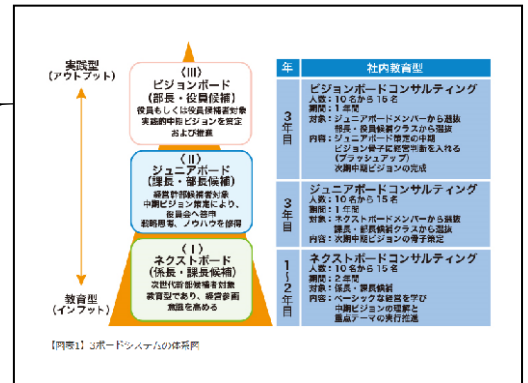 実践型
(アウトプット)
教育型
(インプット)
(Ⅲ)
ビジョンボード
(部長・役員候補)
役員もしくは役員候補者対象
実践的中期ビジョンを策定
および推進
(Ⅱ)
ジュニアボード
(課長・部長候補)
経営幹部候補者対象
中期ビジョン策定により、
役員会へ答申
戦略思考、ノウハウを修得
(Ⅰ)
ネクストボード
(係長・課長候補)
次世代幹部候補者対象
教育型であり、経営参画
意識を高める
年
社内教育型
3年目
ビジョンボードコンサルティング
人数:10名から15名
期間:1年間
対象:ジュニアボードメンバーから選抜
部長・役員候補クラスから選抜
内容:ジュニアボード策定の中期
ビジョン骨子に経営判断を入れる
(ブラッシュアップ)
次期中期ビジョンの完成
3年目
ジュニアボードコンサルティング
人数:10名から15名
期間:1年間
対象:ネクストボードメンバーから選抜
課長・部長候補クラスから選抜
内容:次期中期ビジョンの骨子策定
1~2年目
ネクストボードコンサルティング
人数:10名から15名
期間:2年間
対象:係長・課長候補
内容:ベーシックな経営を学び
中期ビジョンの理解と
重点テーマの実行推進
【図表1】3ボードシステムの体系図